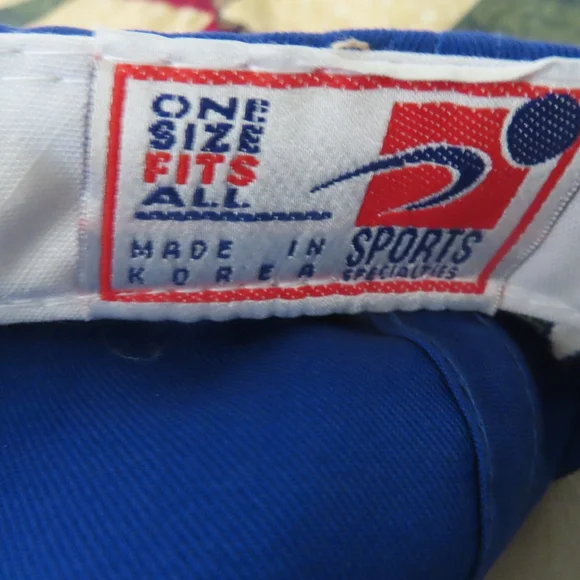 ONE
SIZE
FITS
ALL
MADE IN
KOREA
SPORTS
SPECIALTIES